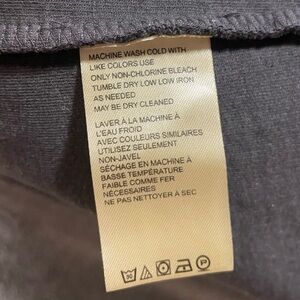 MACHINE WASH COLD WITH
LIKE COLORS USE
ONLY NON-CHLORINE BLEACH
TUMBLE DRY LOW LOW IRON
AS NEEDED
MAY BE DRY CLEANED
LAVER À LA MACHINE À
L'EAU FROID
AVEC COULEURS SIMILAIRES
UTILISEZ SEULEMENT
NON-JAVEL
SÉCHAGE EN MACHINE À
BASSE TEMPÉRATURE
FAIBLE COMME FER
NÉCESSAIRES
NE PAS NETTOYER À SEC
30 P